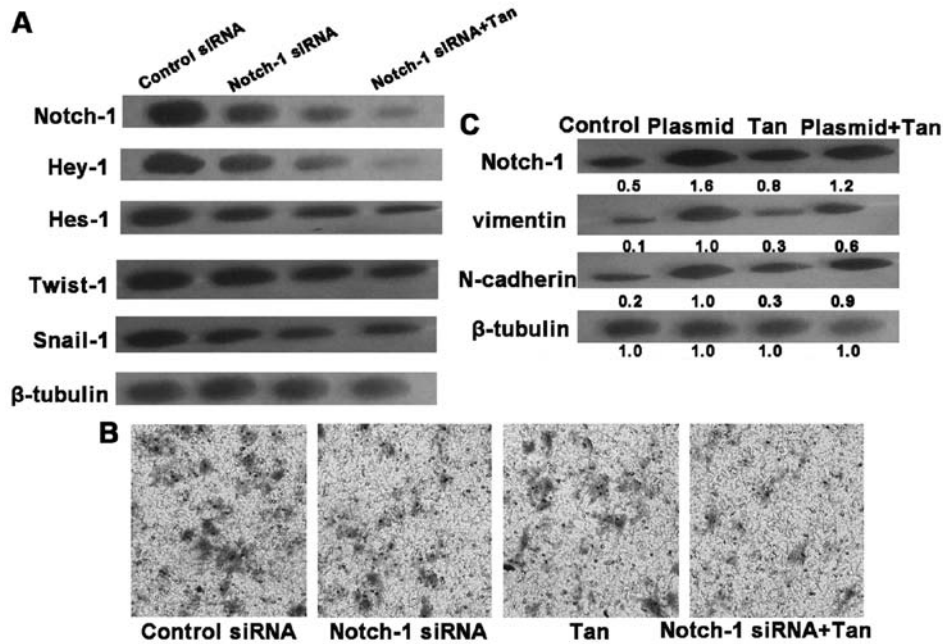 A
Control siRNA
Notch-1 siRNA
Notch-1 siRNA+Tan
Notch-1
Hey-1
Hes-1
Twist-1
Snail-1
β-tubulin
C
Control Plasmid Tan Plasmid+Tan
Notch-1
0.5 1.6 0.8 1.2
vimentin
0.1 1.0 0.3 0.6
N-cadherin
0.2 1.0 0.3 0.9
β-tubulin
1.0 1.0 1.0 1.0
B
Control siRNA
Notch-1 siRNA
Tan
Notch-1 siRNA+Tan